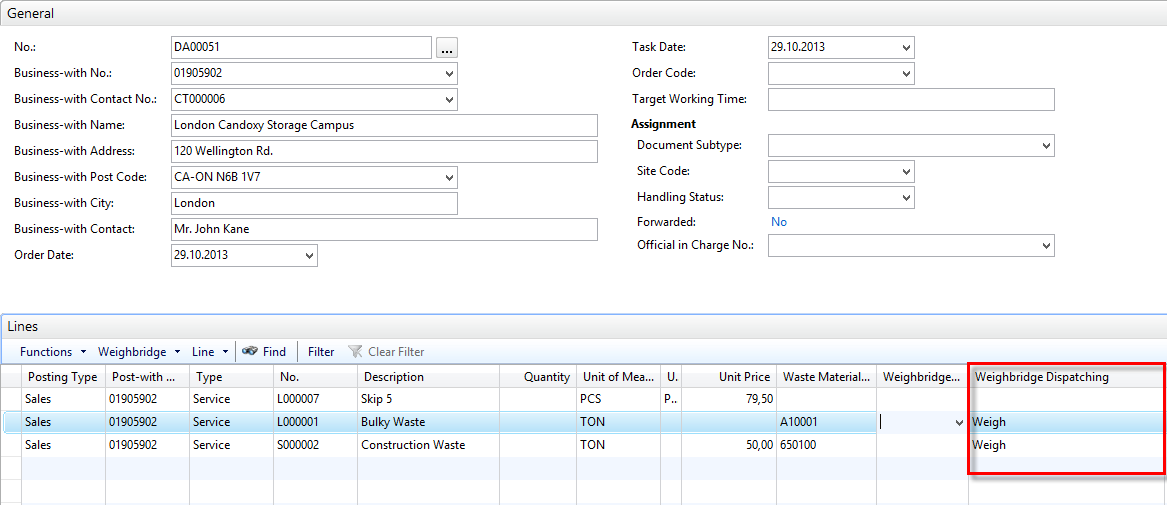 General
No.: DA00051 ...
Business-with No.: 01905902
Business-with Contact No.: CT000006
Business-with Name: London Candoxy Storage Campus
Business-with Address: 120 Wellington Rd.
Business-with Post Code: CA-ON N6B 1V7
Business-with City: London
Business-with Contact: Mr. John Kane
Order Date: 29.10.2013
Task Date: 29.10.2013
Order Code:
Target Working Time:
Assignment
Document Subtype:
Site Code:
Handling Status:
Forwarded: No
Official in Charge No.:
Lines
Functions Weighbridge Line Find Filter Clear Filter
Posting Type Post-with ... Type No. Description Quantity Unit of Mea... U. Unit Price Waste Material... Weighbridge... Weighbridge Dispatching
Sales 01905902 Service L000007 Skip 5 PCS P.. 79,50
Sales 01905902 Service L000001 Bulky Waste TON A10001 Weigh
Sales 01905902 Service S000002 Construction Waste TON 50,00 650100 Weigh